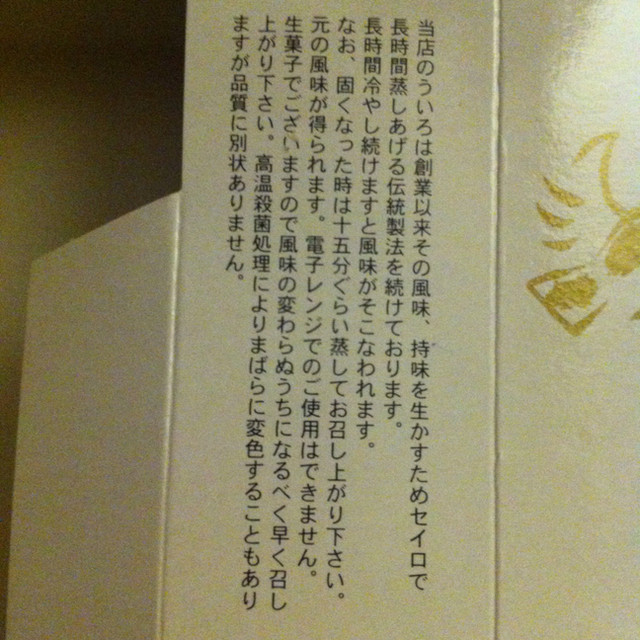 当店のういろは創業以来その風味、持味を生かすためセイロで
長時間蒸しあげる伝統製法を続けております。
長時間冷やし続けますと風味がそこなわれます。
なお、固くなった時は十五分ぐらい蒸してお召し上がり下さい。
元の風味が得られます。電子レンジでのご使用はできません。
生菓子でございますので風味の変わらぬうちになるべく早く召し
上がり下さい。高温殺菌処理によりまばらに変色することもあり
ますが品質に別状ありません。